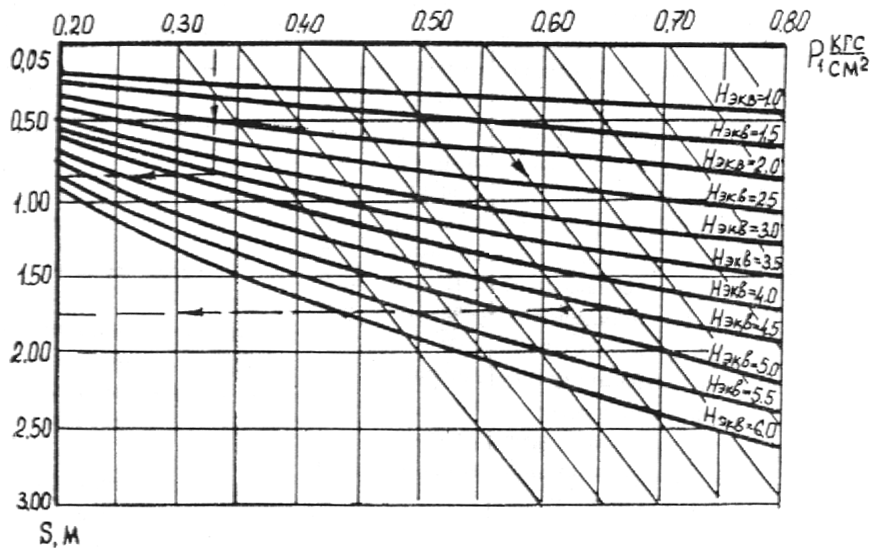 0,20 0,30 0,40 0,50 0,60 0,70 0,80
P₁ КГС/СМ²
0,05
0.50
1.00
1.50
2.00
2.50
3.00
S, М
Нэкв=1.0
Нэкв=1,5
Нэкв=2.0
Нэкв=25
Нэкв=3.0
Нэкв=3.5
Нэкв=4.0
Нэкв=4.5
Нэкв=5.0
Нэкв=5.5
Нэкв=6.0